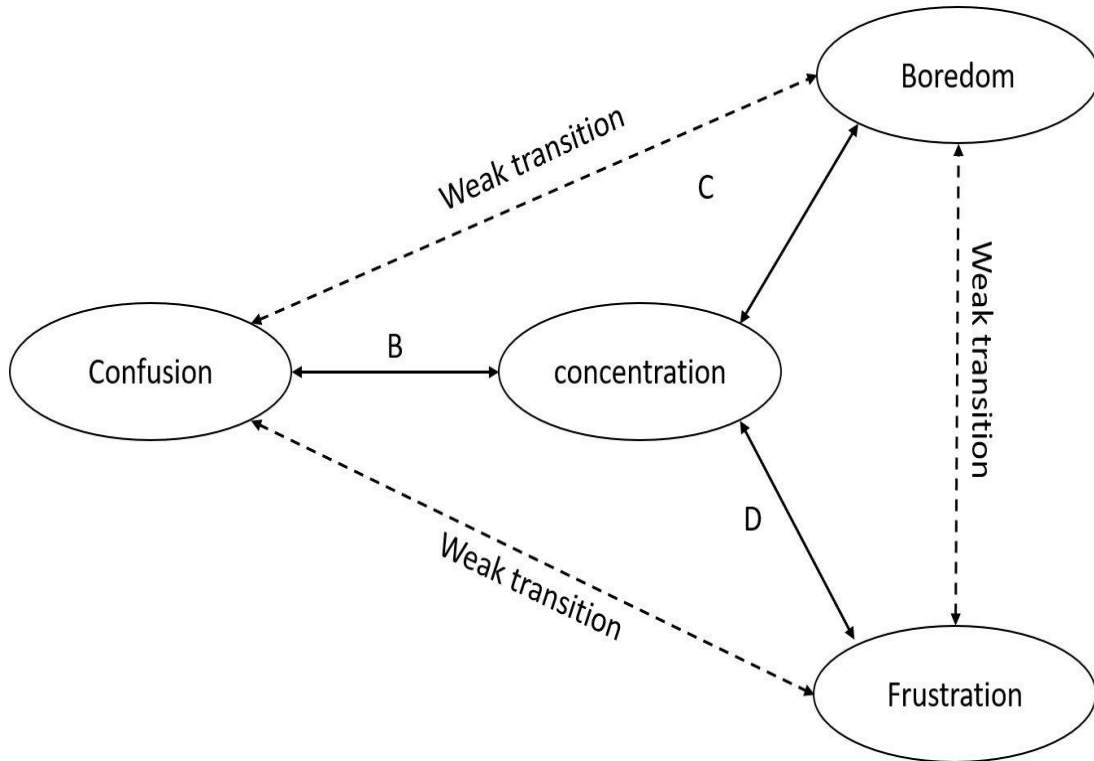 Boredom
Weak transition
C
Weak transition
B
Confusion
concentration
D
Weak transition
Frustration